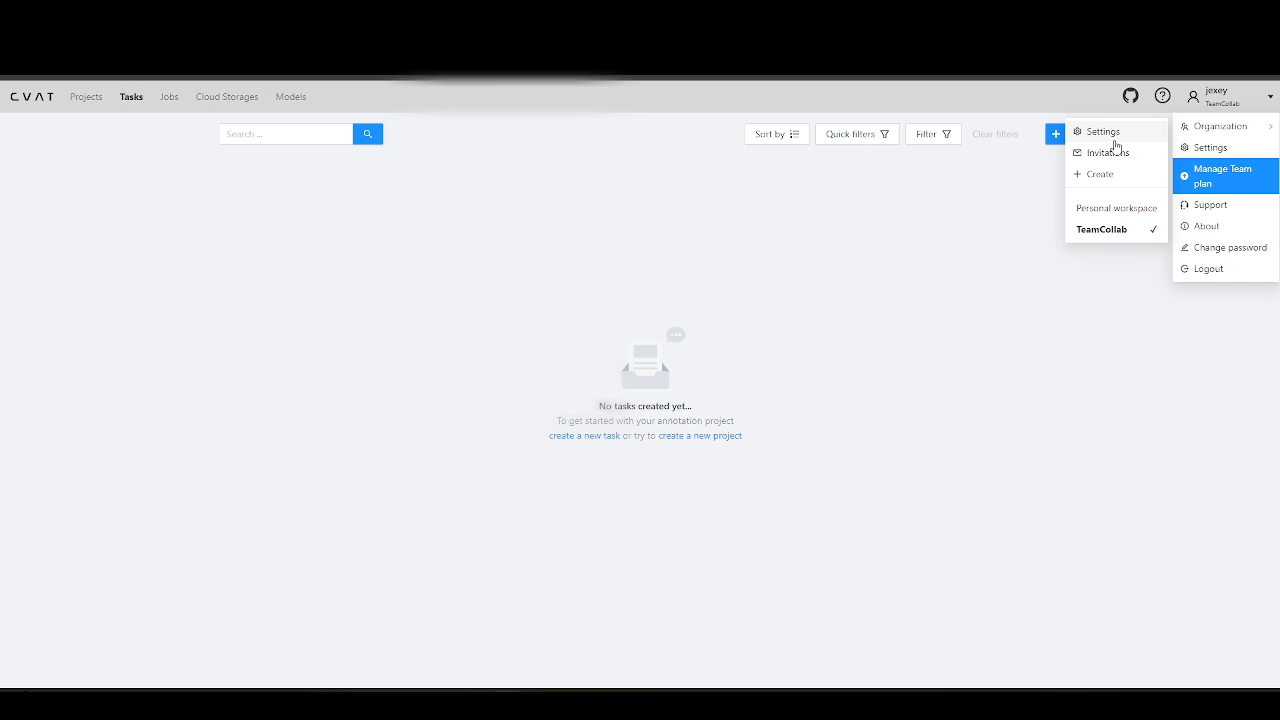 CVAT Projects Tasks Jobs Cloud Storages Models jexey
TeamCollab
Search ... Sort by Quick filters Filter Clear filters
Settings
Invitations
Create
Personal workspace
TeamCollab
Organization
Settings
Manage Team
plan
Support
About
Change password
Logout
No tasks created yet...
To get started with your annotation project
create a new task or try to create a new project